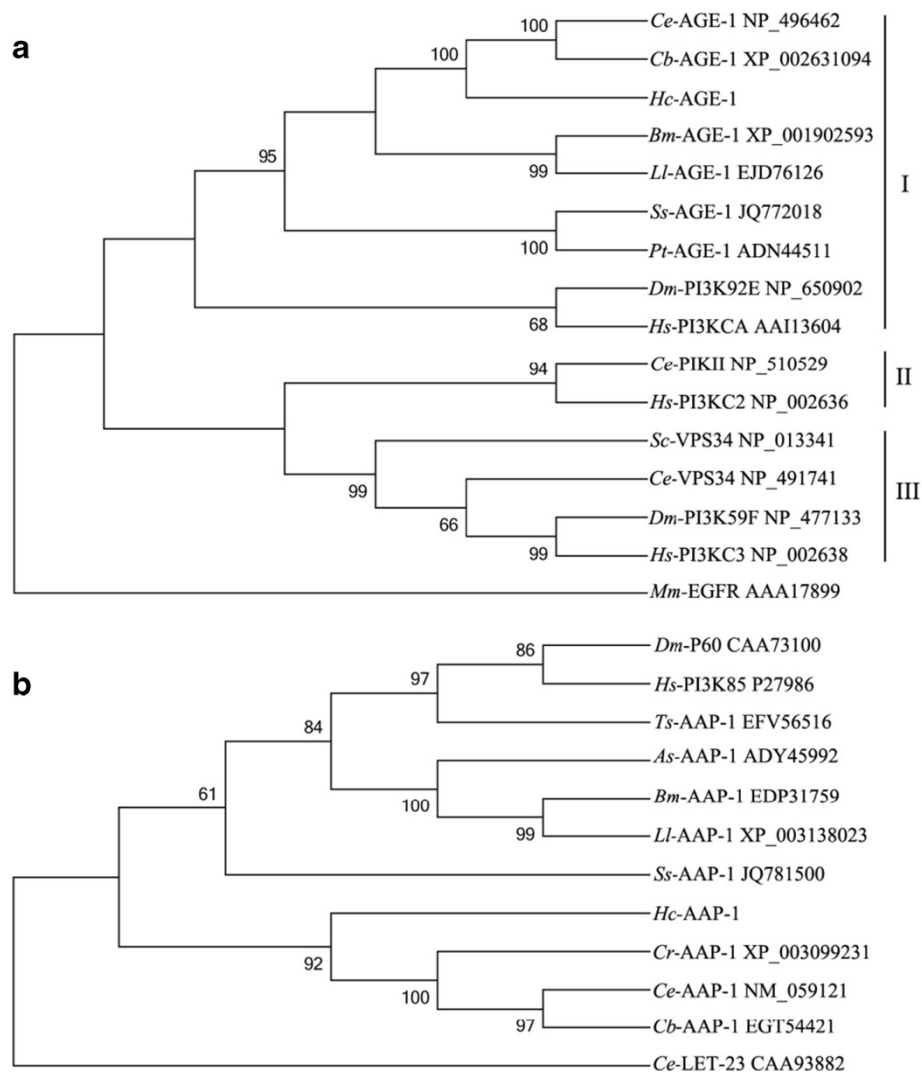 a
100
Ce-AGE-1 NP_496462
Cb-AGE-1 XP_002631094
100
Hc-AGE-1
Bm-AGE-1 XP_001902593
95
99
Ll-AGE-1 EJD76126
I
Ss-AGE-1 JQ772018
100
Pt-AGE-1 ADN44511
Dm-PI3K92E NP_650902
68
Hs-PI3KCA AAI13604
94
Ce-PIKII NP_510529
II
Hs-PI3KC2 NP_002636
Sc-VPS34 NP_013341
99
Ce-VPS34 NP_491741
III
66
Dm-PI3K59F NP_477133
99
Hs-PI3KC3 NP_002638
Mm-EGFR AAA17899
b
86
Dm-P60 CAA73100
97
Hs-PI3K85 P27986
84
Ts-AAP-1 EFV56516
As-AAP-1 ADY45992
61
100
Bm-AAP-1 EDP31759
99
Ll-AAP-1 XP_003138023
Ss-AAP-1 JQ781500
Hc-AAP-1
92
Cr-AAP-1 XP_003099231
100
Ce-AAP-1 NM_059121
97
Cb-AAP-1 EGT54421
Ce-LET-23 CAA93882